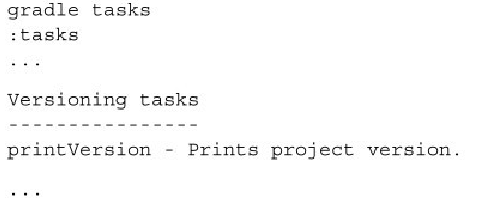 gradle tasks
:tasks
...
Versioning tasks
----------------
printVersion - Prints project version.
...